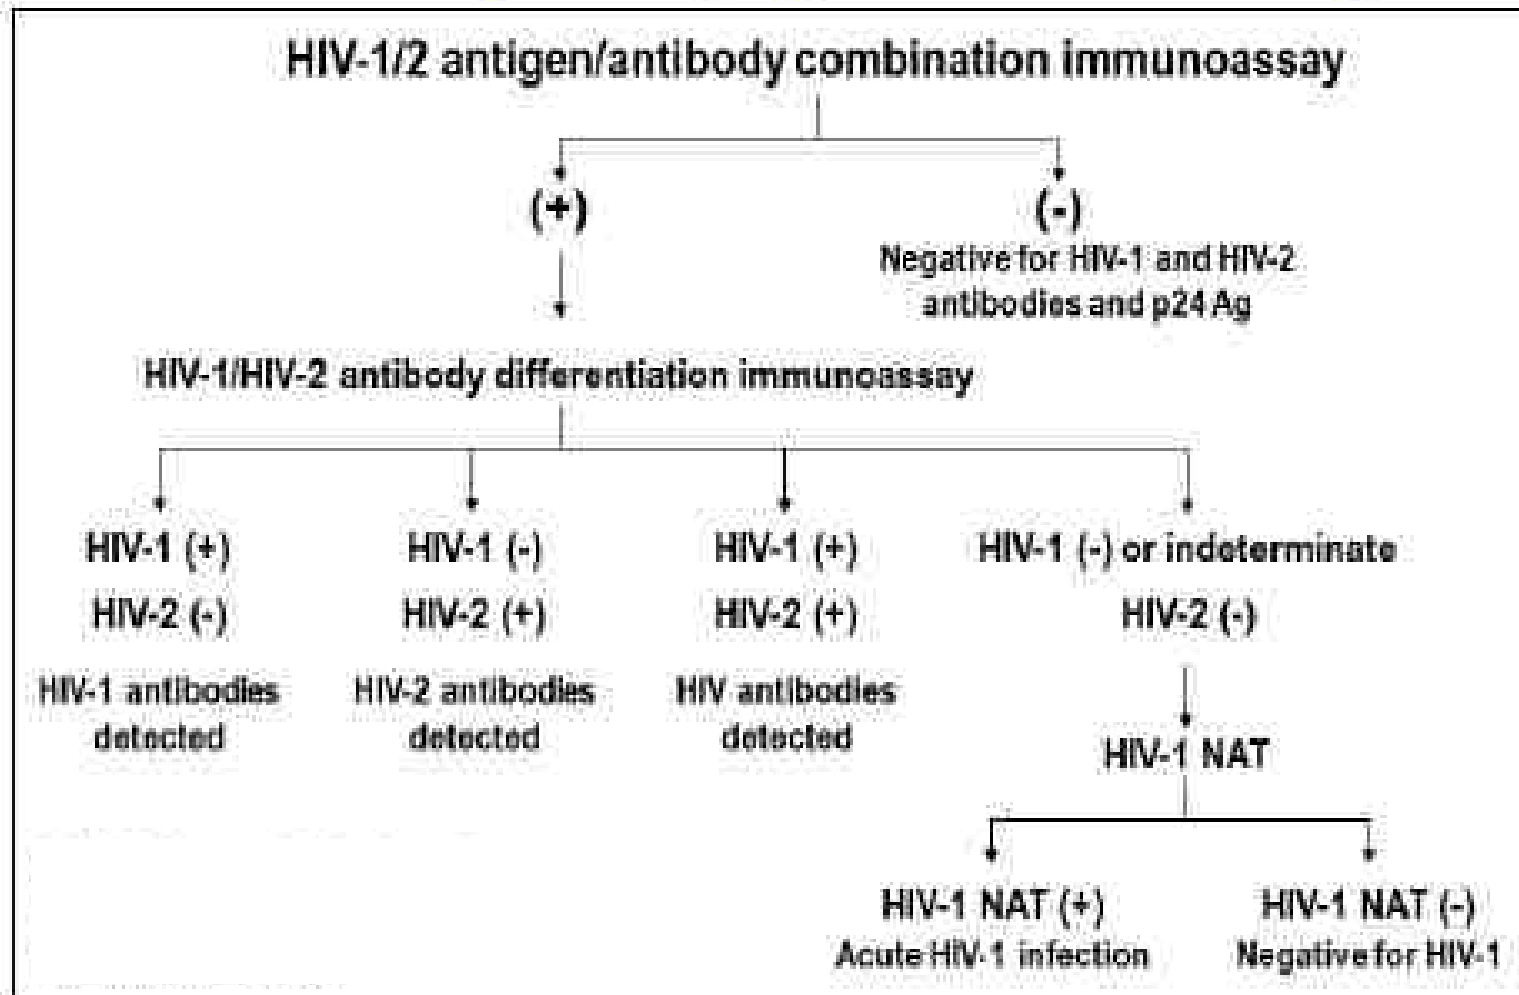 HIV-1/2 antigen/antibody combination immunoassay
(+)
(-)
Negative for HIV-1 and HIV-2
antibodies and p24 Ag
HIV-1/HIV-2 antibody differentiation immunoassay
HIV-1 (+)
HIV-2 (-)
HIV-1 antibodies
detected
HIV-1 (-)
HIV-2 (+)
HIV-2 antibodies
detected
HIV-1 (+)
HIV-2 (+)
HIV antibodies
detected
HIV-1 (-) or indeterminate
HIV-2 (-)
HIV-1 NAT
HIV-1 NAT (+)
Acute HIV-1 infection
HIV-1 NAT (-)
Negative for HIV-1